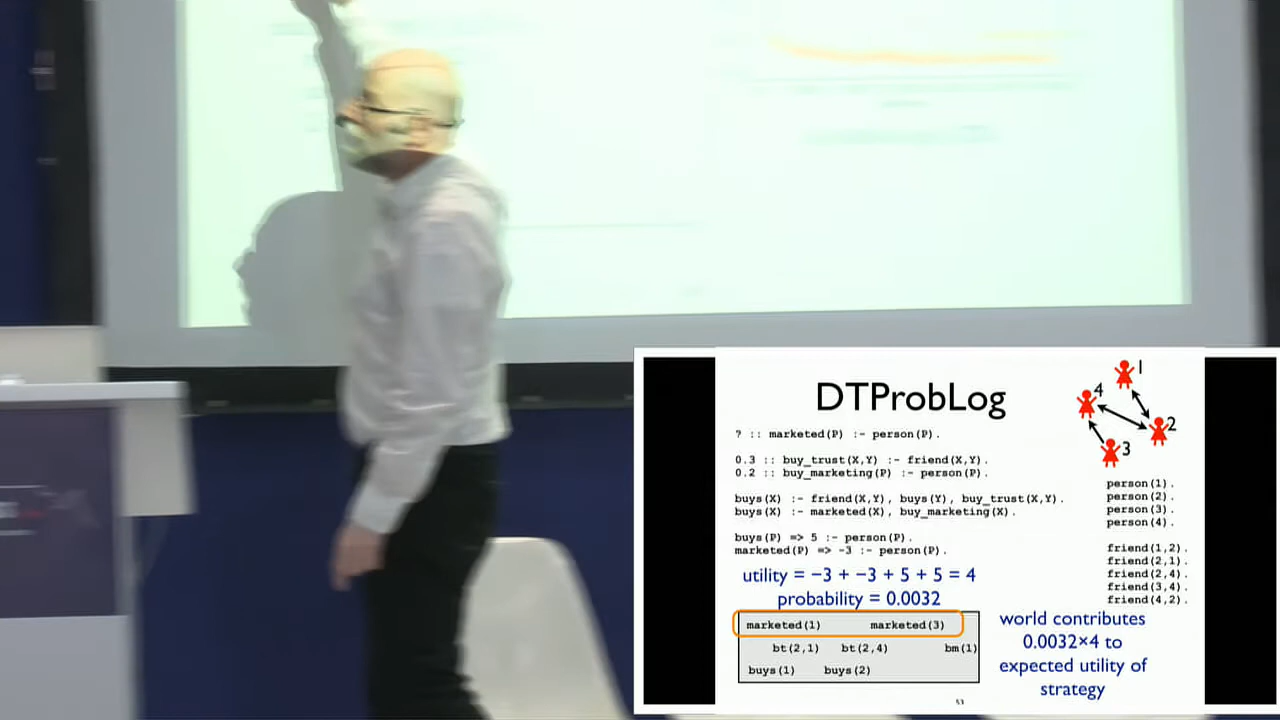 DTProbLog
1
4
2
3
? :: marketed(P) :- person(P).
0.3 :: buy_trust(X,Y) :- friend(X,Y).
0.2 :: buy_marketing(P) :- person(P).
buys(X) :- friend(X,Y), buys(Y), buy_trust(X,Y).
buys(X) :- marketed(X), buy_marketing(X).
buys(P) => 5 :- person(P).
marketed(P) => -3 :- person(P).
person(1).
person(2).
person(3).
person(4).
friend(1,2).
friend(2,1).
friend(2,4).
friend(3,4).
friend(4,2).
utility = −3 + −3 + 5 + 5 = 4
probability = 0.0032
marketed(1) marketed(3)
bt(2,1) bt(2,4) bm(1)
buys(1) buys(2)
world contributes
0.0032×4 to
expected utility of
strategy
53